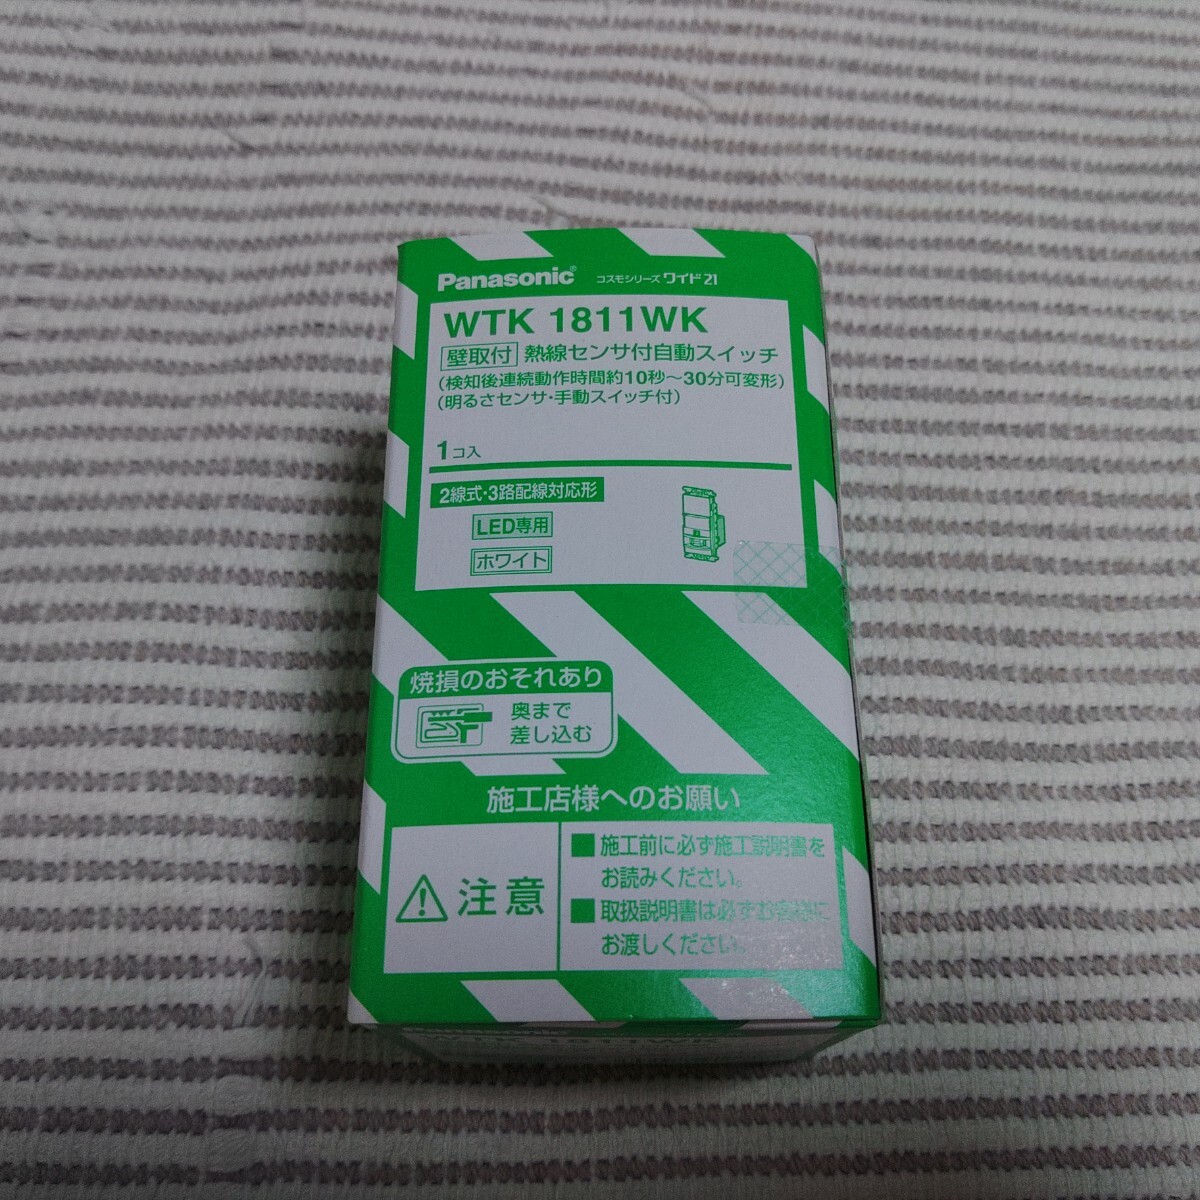 Panasonic® コスモシリーズ ワイド21
WTK 1811WK
壁取付 熱線センサ付自動スイッチ
(検知後連続動作時間約10秒〜30分可変形)
(明るさセンサ・手動スイッチ付)
1コ入
2線式・3路配線対応形
LED専用
ホワイト
焼損のおそれあり
奥まで
差し込む
施工店様へのお願い
注意
■施工前に必ず施工説明書を
お読みください。
■取扱説明書は必ずお客様に
お渡しください。
Panasonic
WTK 1811WK